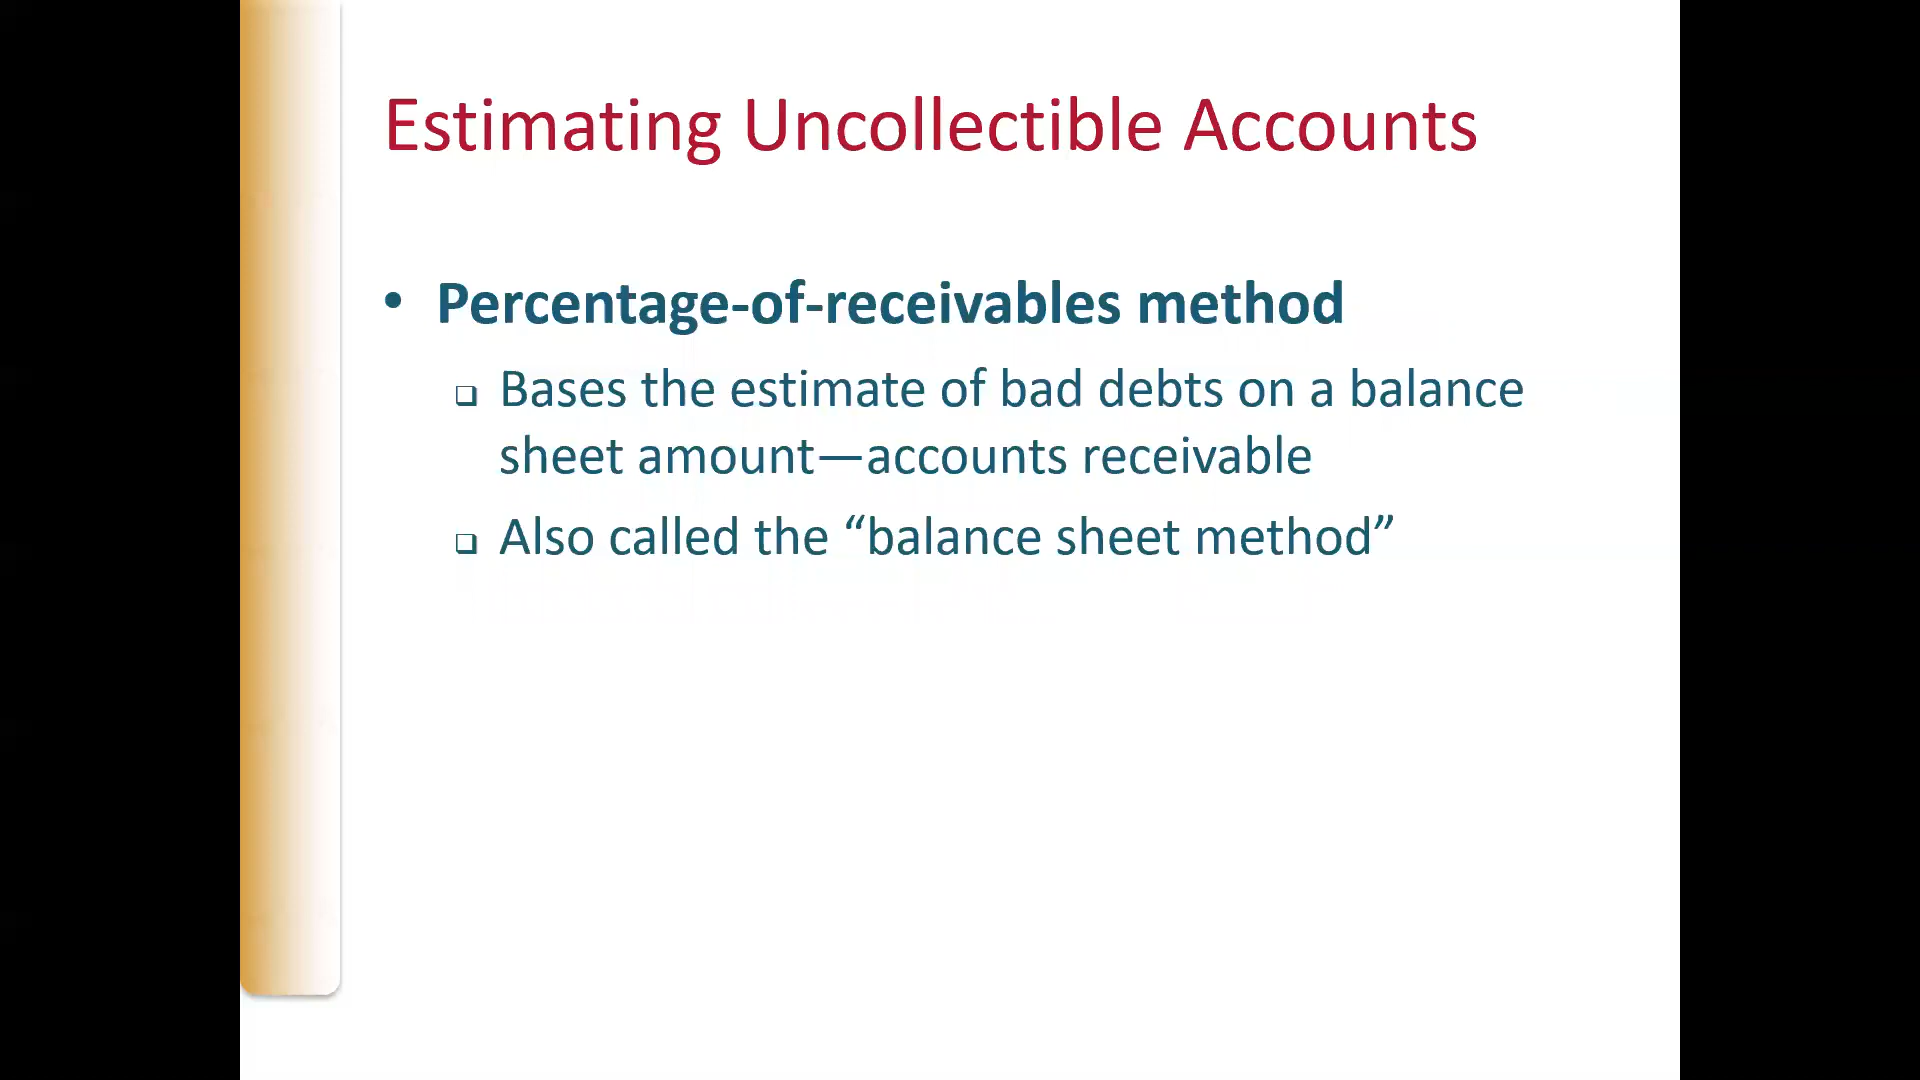 Estimating Uncollectible Accounts
• Percentage-of-receivables method
❑ Bases the estimate of bad debts on a balance
sheet amount—accounts receivable
❑ Also called the “balance sheet method”